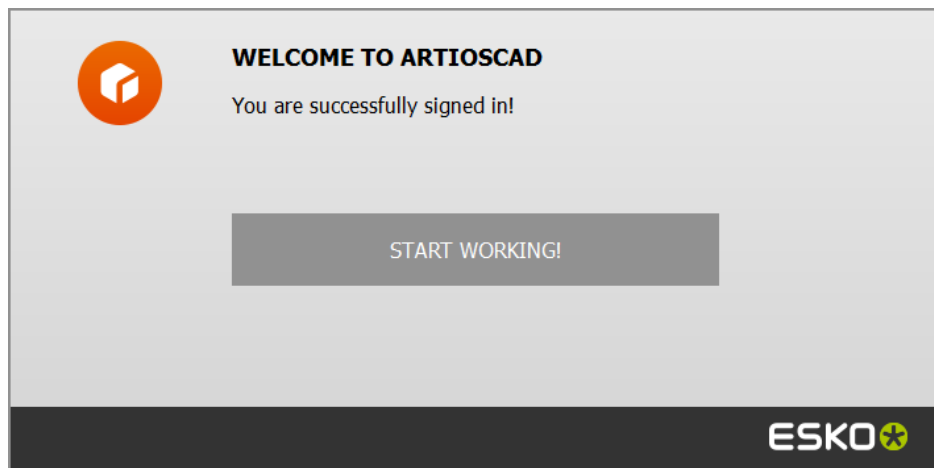 WELCOME TO ARTIOSCAD
You are successfully signed in!
START WORKING!
ESKO